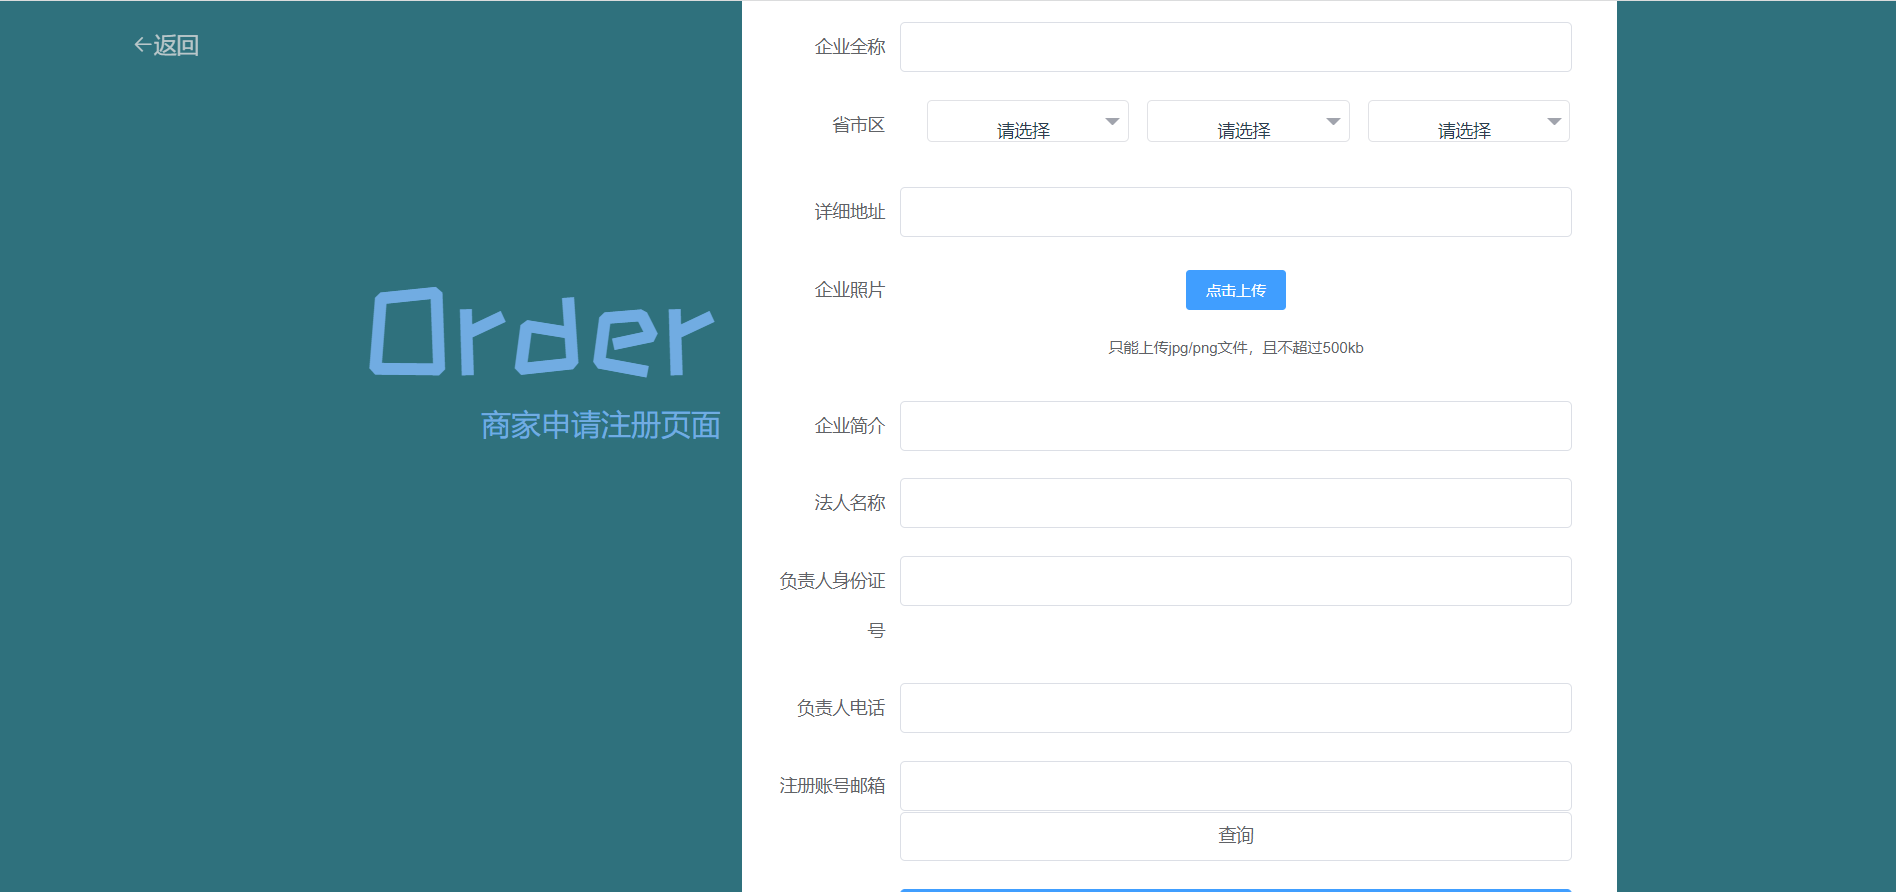 ←返回
Order
商家申请注册页面
企业全称
省市区 请选择 请选择 请选择
详细地址
企业照片 点击上传
只能上传jpg/png文件，且不超过500kb
企业简介
法人名称
负责人身份证
号
负责人电话
注册账号邮箱
查询